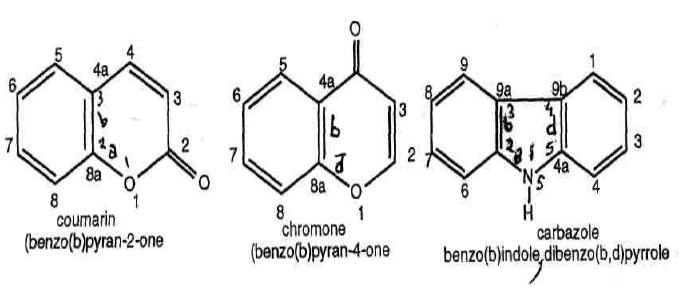 5
4
4a
6
3
3
b
7
2
a
2
8a
O
O
8
1
coumarin
(benzo(b)pyran-2-one
O
5
4a
6
3
b
7
a
2
8a
O
8
1
chromone
(benzo(b)pyran-4-one
9
1
9a
9b
8
2
3
4
b
d
1
7
2
a
5
3
4a
N
5
6
4
H
carbazole
benzo(b)indole,dibenzo(b,d)pyrrole